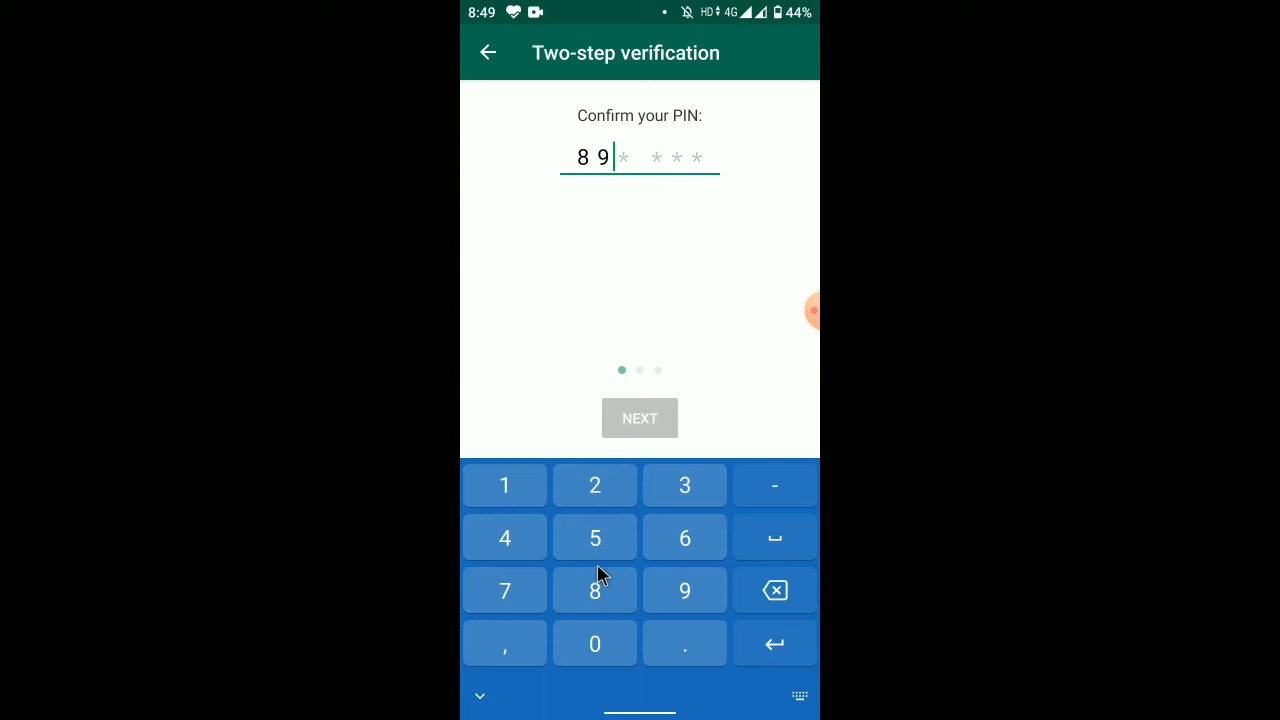 8:49 HD 4G 44%
Two-step verification
Confirm your PIN:
8 9 * * * *
NEXT
1 2 3 -
4 5 6
7 8 9
, 0 .